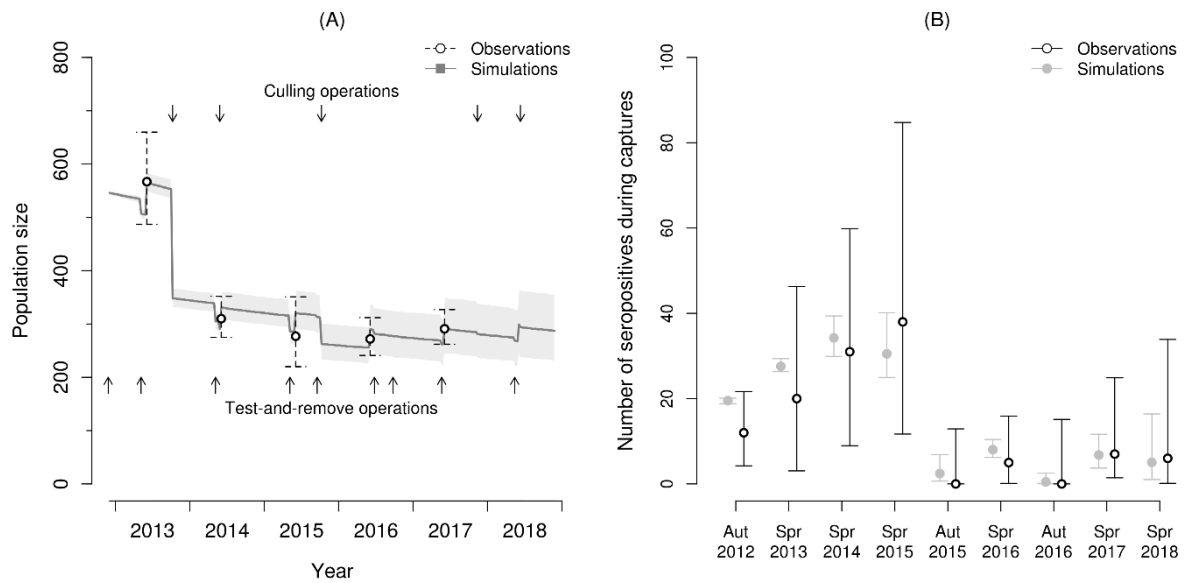 (A)
Observations
Simulations
Culling operations
Test-and-remove operations
Population size
800
600
400
200
0
2013 2014 2015 2016 2017 2018
Year
(B)
Observations
Simulations
Number of seropositives during captures
100
80
60
40
20
0
Aut Spr Spr Spr Aut Spr Aut Spr Spr
2012 2013 2014 2015 2015 2016 2016 2017 2018